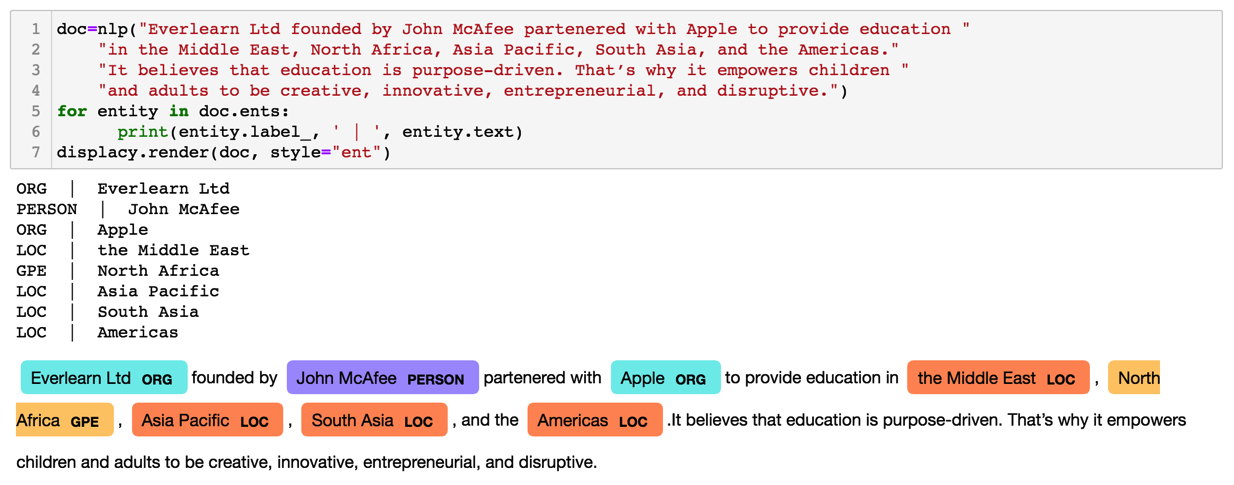 1 doc=nlp("Everlearn Ltd founded by John McAfee partenered with Apple to provide education "
2 "in the Middle East, North Africa, Asia Pacific, South Asia, and the Americas."
3 "It believes that education is purpose-driven. That’s why it empowers children "
4 "and adults to be creative, innovative, entrepreneurial, and disruptive.")
5 for entity in doc.ents:
6 print(entity.label_, ' | ', entity.text)
7 displacy.render(doc, style="ent")
ORG | Everlearn Ltd
PERSON | John McAfee
ORG | Apple
LOC | the Middle East
GPE | North Africa
LOC | Asia Pacific
LOC | South Asia
LOC | Americas
Everlearn Ltd ORG founded by John McAfee PERSON partenered with Apple ORG to provide education in the Middle East LOC , North
Africa GPE , Asia Pacific LOC , South Asia LOC , and the Americas LOC .It believes that education is purpose-driven. That’s why it empowers
children and adults to be creative, innovative, entrepreneurial, and disruptive.